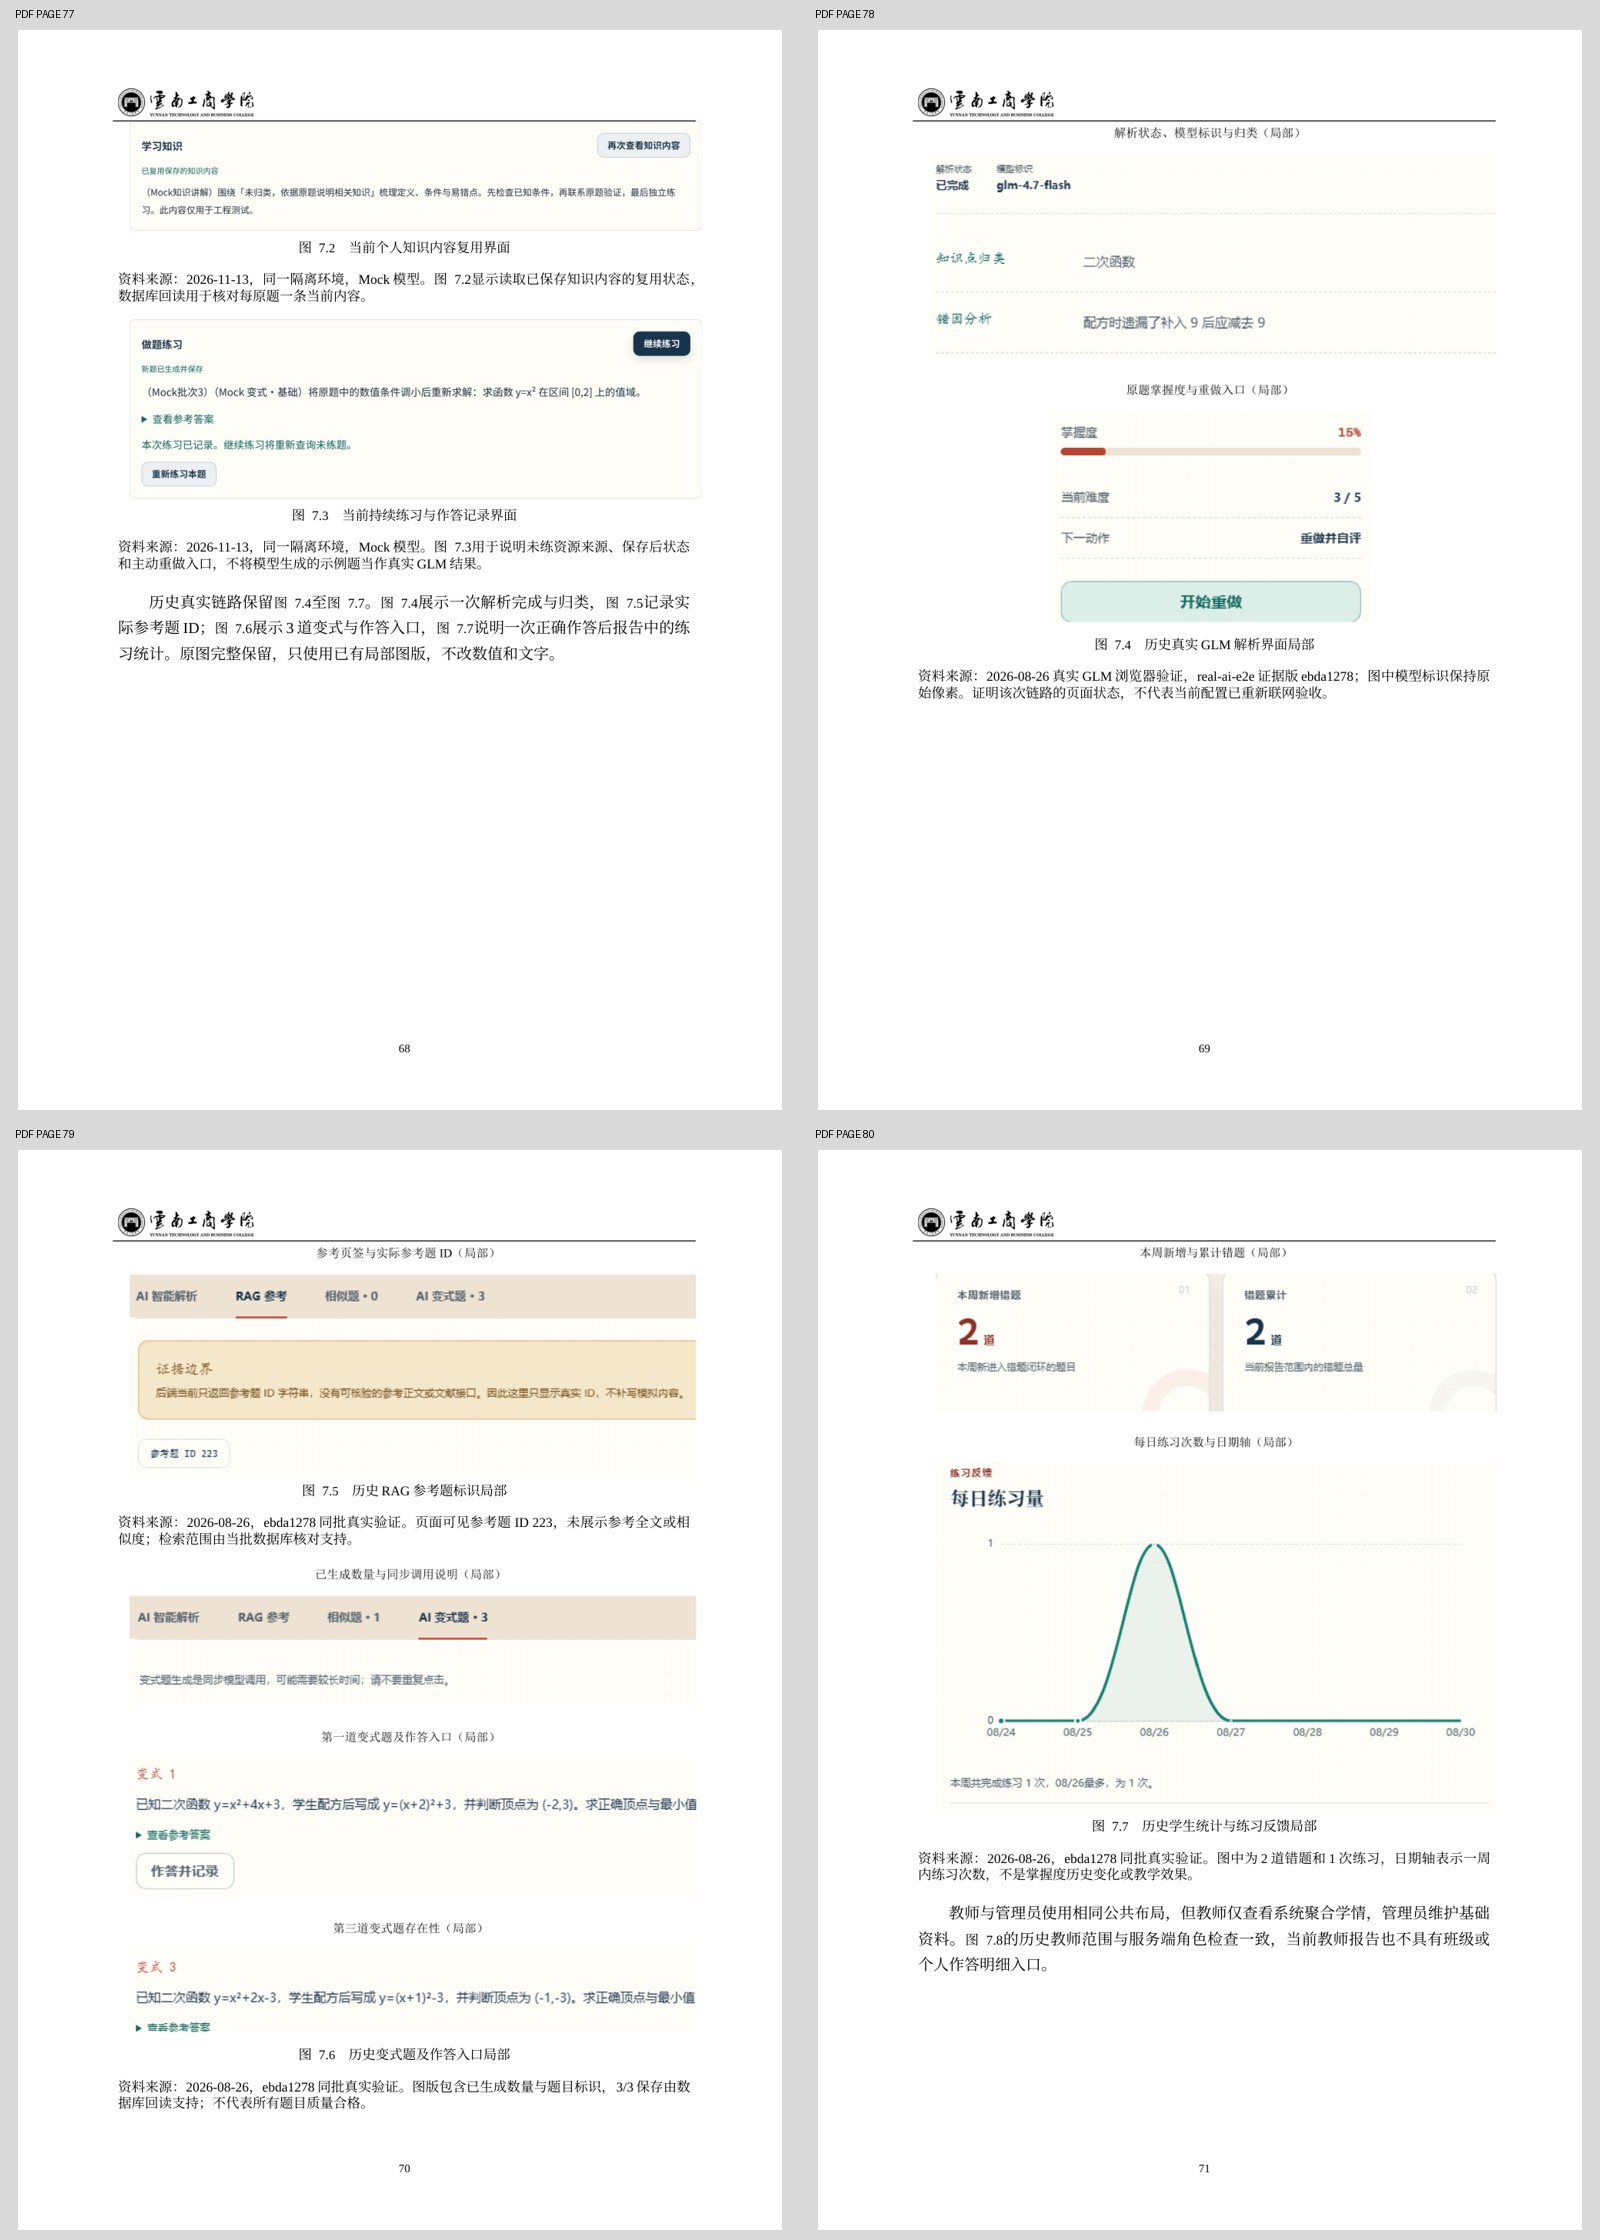 PDF PAGE 77
雲南工商學院
YUNNAN TECHNOLOGY AND BUSINESS COLLEGE
学习知识
再次查看知识内容
已复用保存的知识内容
（Mock知识讲解）围绕「未归类，依据原题说明相关知识」梳理定义、条件与易错点。先检查已知条件，再联系原题验证，最后独立练
习。此内容仅用于工程测试。
图 7.2 当前个人知识内容复用界面
资料来源：2026-11-13，同一隔离环境，Mock 模型。图 7.2显示读取已保存知识内容的复用状态，
数据库回读用于核对每原题一条当前内容。
做题练习
继续练习
新题已生成并保存
（Mock批次3）（Mock 变式·基础）将原题中的数值条件调小后重新求解：求函数 y=x² 在区间 [0,2] 上的值域。
▶ 查看参考答案
本次练习已记录。继续练习将重新查询未练题。
重新练习本题
图 7.3 当前持续练习与作答记录界面
资料来源：2026-11-13，同一隔离环境，Mock 模型。图 7.3用于说明未练资源来源、保存后状态
和主动重做入口，不将模型生成的示例题当作真实 GLM 结果。
历史真实链路保留图 7.4至图 7.7。图 7.4展示一次解析完成与归类，图 7.5记录实
际参考题 ID；图 7.6展示 3 道变式与作答入口，图 7.7说明一次正确作答后报告中的练
习统计。原图完整保留，只使用已有局部图版，不改数值和文字。
68
PDF PAGE 78
雲南工商學院
YUNNAN TECHNOLOGY AND BUSINESS COLLEGE
解析状态、模型标识与归类（局部）
解析状态 模型标识
已完成 glm-4.7-flash
知识点归类 二次函数
错因分析 配方时遗漏了补入 9 后应减去 9
原题掌握度与重做入口（局部）
掌握度 15%
当前难度 3 / 5
下一动作 重做并自评
开始重做
图 7.4 历史真实 GLM 解析界面局部
资料来源：2026-08-26 真实 GLM 浏览器验证，real-ai-e2e 证据版 ebda1278；图中模型标识保持原
始像素。证明该次链路的页面状态，不代表当前配置已重新联网验收。
69
PDF PAGE 79
雲南工商學院
YUNNAN TECHNOLOGY AND BUSINESS COLLEGE
参考页签与实际参考题 ID（局部）
AI 智能解析 RAG 参考 相似题·0 AI 变式题·3
证据边界
后端当前只返回参考题 ID 字符串，没有可核验的参考正文或文献接口。因此这里只显示真实 ID，不补写模拟内容。
参考题 ID 223
图 7.5 历史 RAG 参考题标识局部
资料来源：2026-08-26，ebda1278 同批真实验证。页面可见参考题 ID 223，未展示参考全文或相
似度；检索范围由当批数据库核对支持。
已生成数量与同步调用说明（局部）
AI 智能解析 RAG 参考 相似题·1 AI 变式题·3
变式题生成是同步模型调用，可能需要较长时间；请不要重复点击。
第一道变式题及作答入口（局部）
变式 1
已知二次函数 y=x²+4x+3，学生配方后写成 y=(x+2)²+3，并判断顶点为 (-2,3)。求正确顶点与最小值
▶ 查看参考答案
作答并记录
第三道变式题存在性（局部）
变式 3
已知二次函数 y=x²+2x-3，学生配方后写成 y=(x+1)²-3，并判断顶点为 (-1,-3)。求正确顶点与最小值
▶ 查看参考答案
图 7.6 历史变式题及作答入口局部
资料来源：2026-08-26，ebda1278 同批真实验证。图版包含已生成数量与题目标识，3/3 保存由数
据库回读支持；不代表所有题目质量合格。
70
PDF PAGE 80
雲南工商學院
YUNNAN TECHNOLOGY AND BUSINESS COLLEGE
本周新增与累计错题（局部）
本周新增错题 01 错题累计 02
2 道 2 道
本周新进入错题闭环的题目 当前报告范围内的错题总量
每日练习次数与日期轴（局部）
练习反馈
每日练习量
1
0
08/24 08/25 08/26 08/27 08/28 08/29 08/30
本周共完成练习 1 次，08/26最多，为 1 次。
图 7.7 历史学生统计与练习反馈局部
资料来源：2026-08-26，ebda1278 同批真实验证。图中为 2 道错题和 1 次练习，日期轴表示一周
内练习次数，不是掌握度历史变化或教学效果。
教师与管理员使用相同公共布局，但教师仅查看系统聚合学情，管理员维护基础
资料。图 7.8的历史教师范围与服务端角色检查一致，当前教师报告也不具有班级或
个人作答明细入口。
71